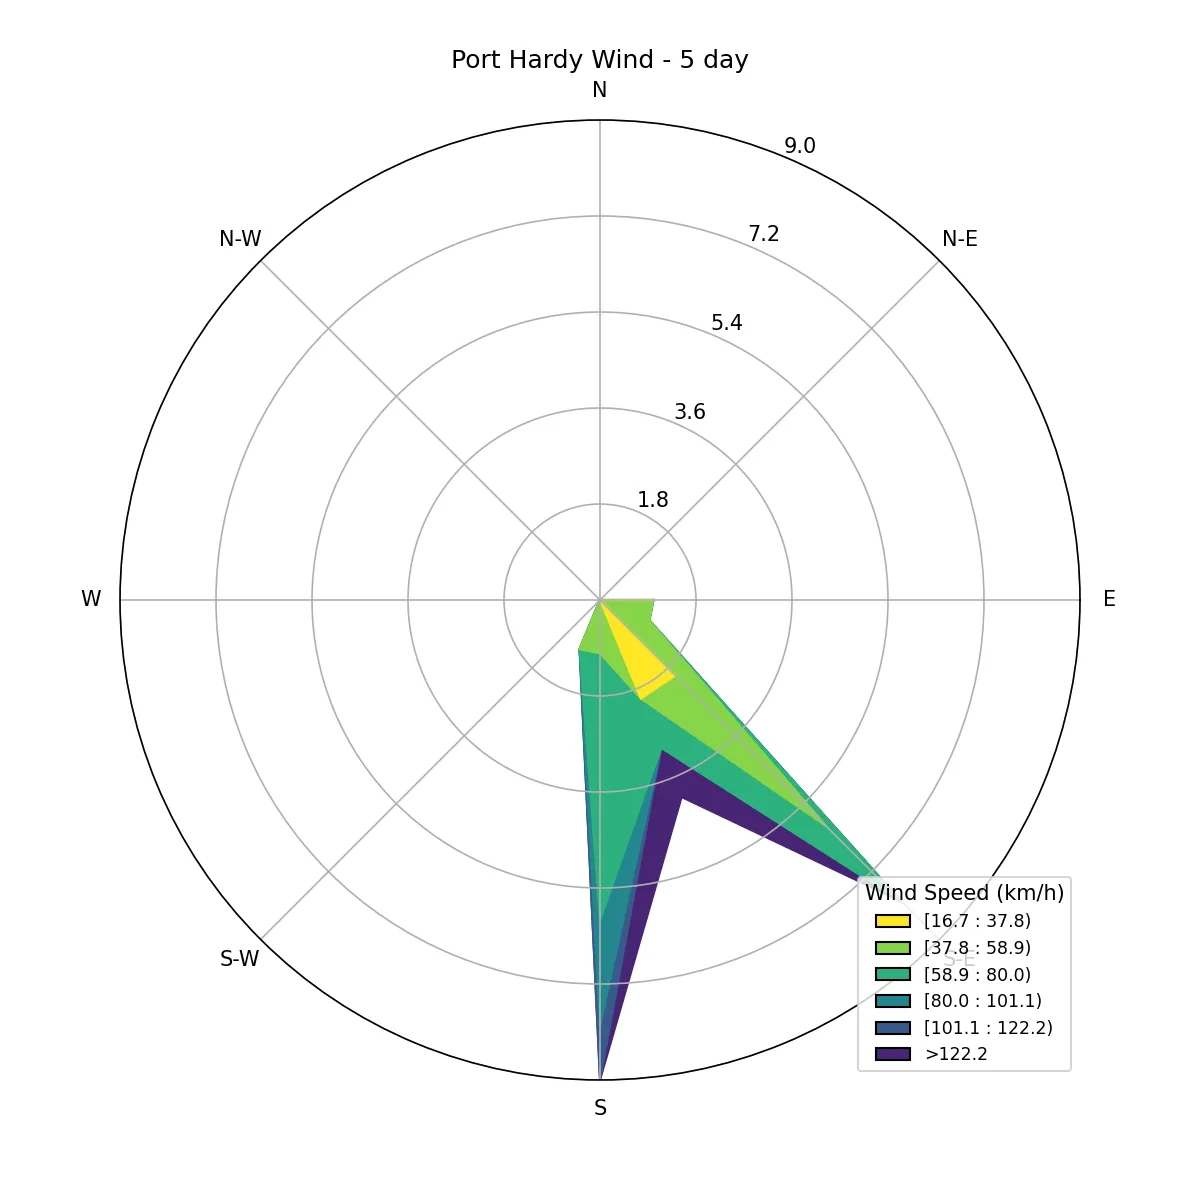 Port Hardy Wind - 5 day
N
9.0
N-W
N-E
7.2
5.4
3.6
1.8
W
E
Wind Speed (km/h)
[16.7 : 37.8)
[37.8 : 58.9)
S-W
S-E
[58.9 : 80.0)
[80.0 : 101.1)
[101.1 : 122.2)
>122.2
S